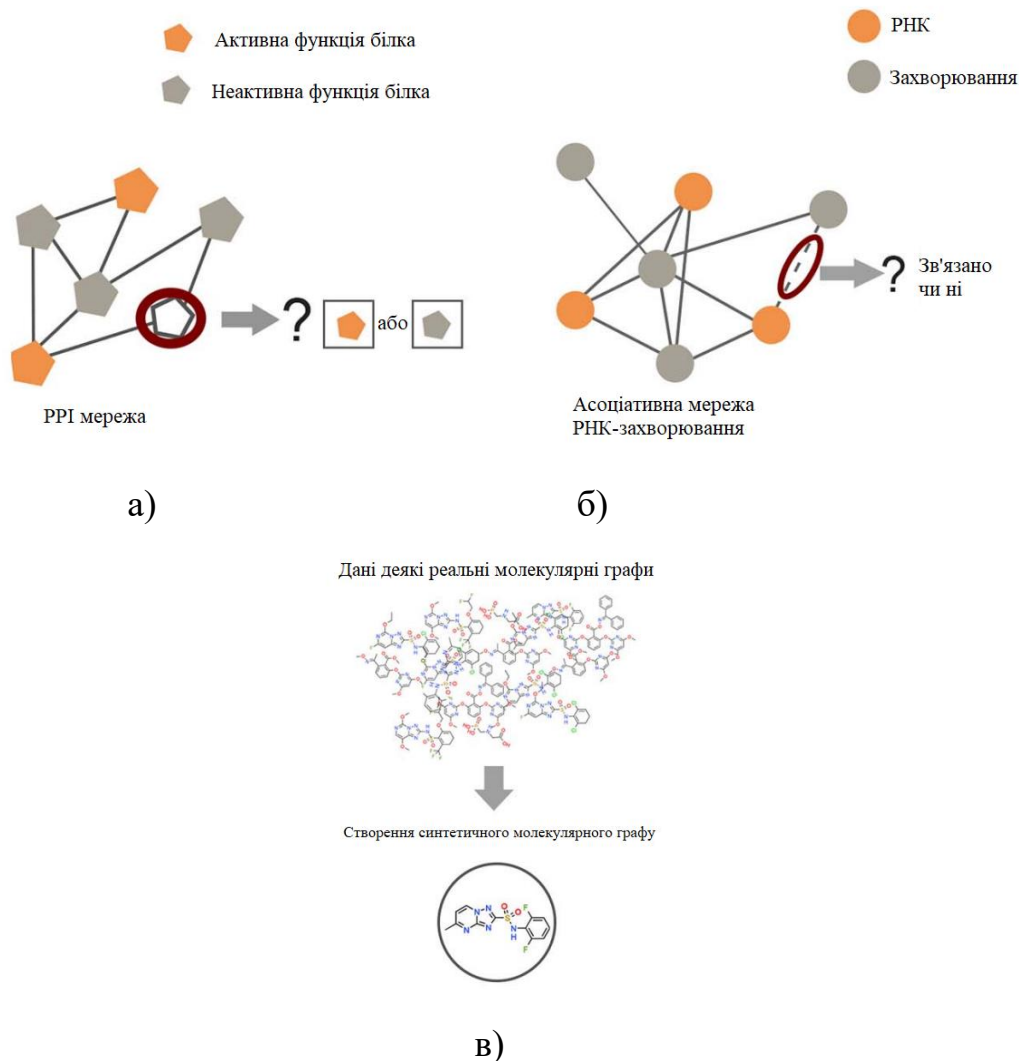 Активна функція білка
Неактивна функція білка
РНК
Захворювання
?
або
PPI мережа
а)
?
Зв'язано
чи ні
Асоціативна мережа
РНК-захворювання
б)
Дані деякі реальні молекулярні графи
Створення синтетичного молекулярного графу
N
N
N
N
S
O
O
N
H
F
F
в)